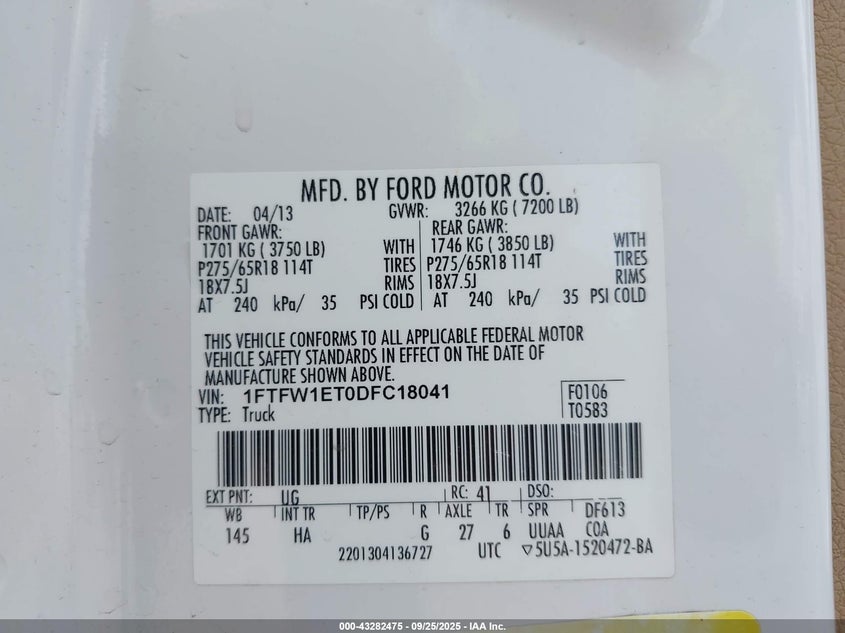 MFD. BY FORD MOTOR CO.
DATE: 04/13 GVWR: 3266 KG ( 7200 LB)
FRONT GAWR: REAR GAWR:
1701 KG ( 3750 LB) WITH 1746 KG ( 3850 LB) WITH
P275/65R18 114T TIRES P275/65R18 114T TIRES
18X7.5J RIMS 18X7.5J RIMS
AT 240 kPa/ 35 PSI COLD AT 240 kPa/ 35 PSI COLD
THIS VEHICLE CONFORMS TO ALL APPLICABLE FEDERAL MOTOR
VEHICLE SAFETY STANDARDS IN EFFECT ON THE DATE OF
MANUFACTURE SHOWN ABOVE.
VIN: 1FTFW1ET0DFC18041 F0106
TYPE: Truck T0583
EXT PNT: UG RC: 41 DSO:
WB INT TR TP/PS R AXLE TR SPR DF613
145 HA G 27 6 UUAA COA
2201304136727 UTC ▽5U5A-1520472-BA
000-43282475 - 09/25/2025 - IAA Inc.